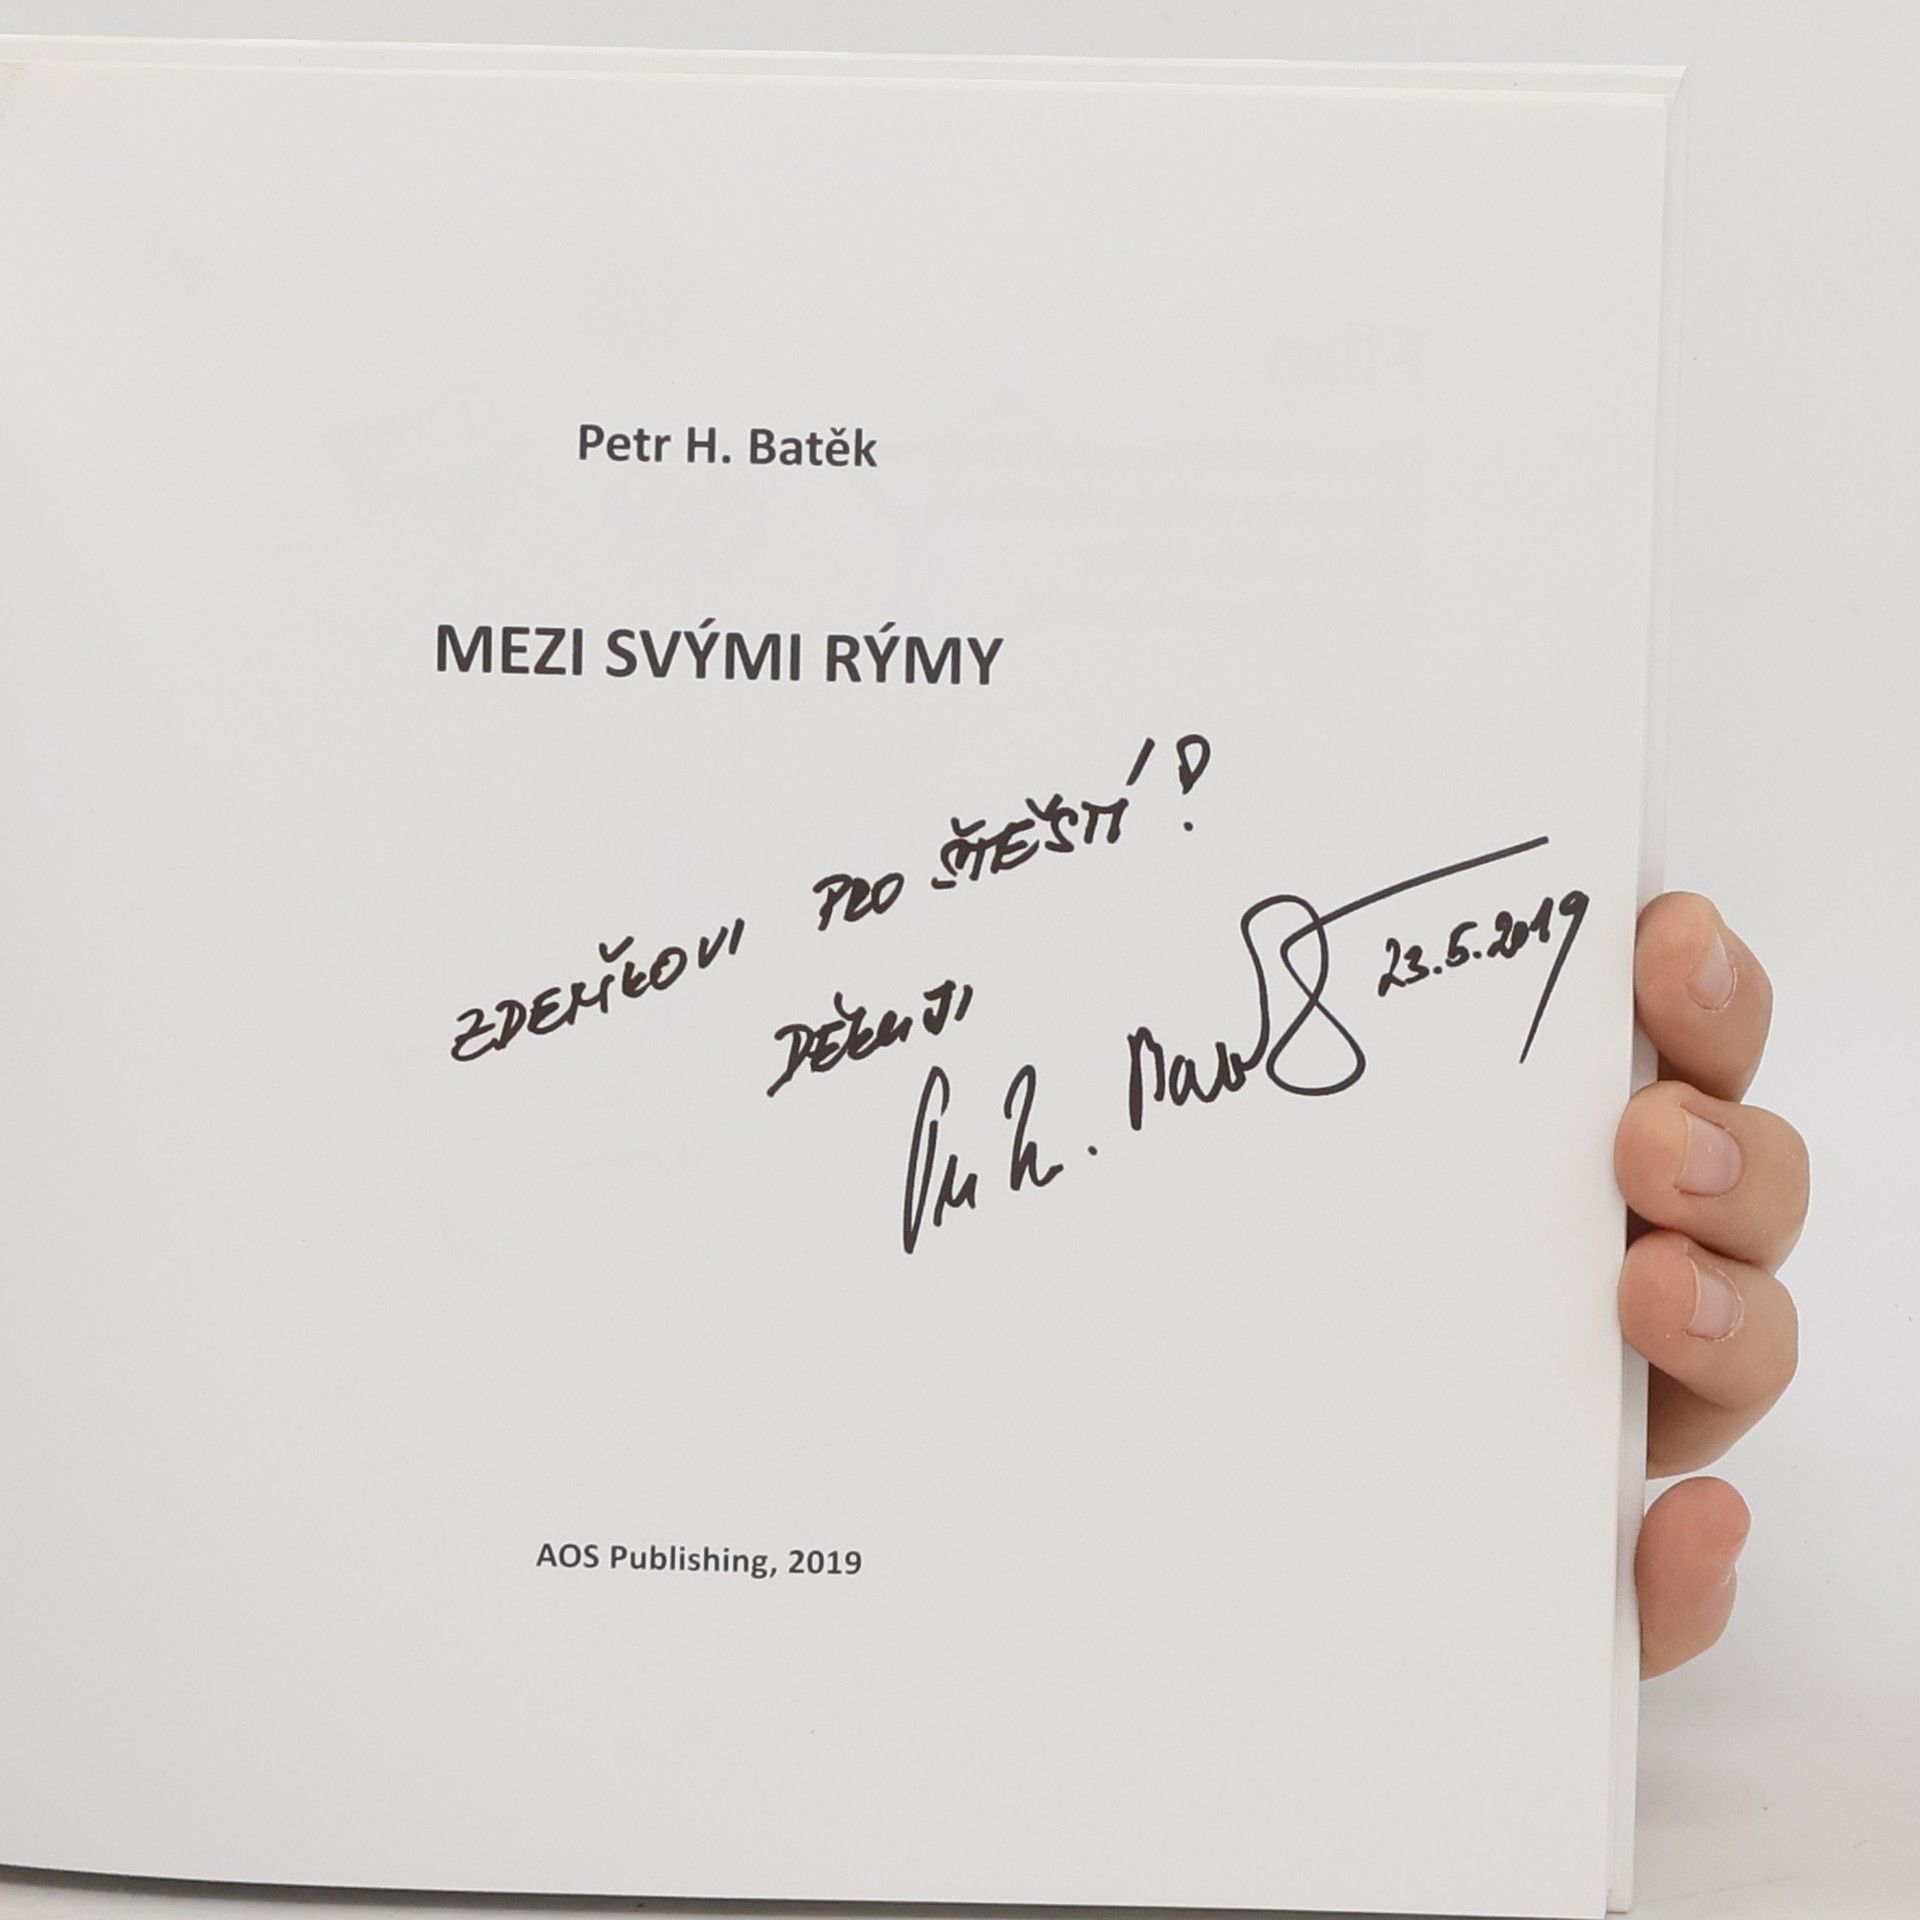 Petr H. Batěk
MEZI SVÝMI RÝMY
ZDEŇKOVI PRO ŠTĚSTÍ!
DĚKUJI
23.5.2019
AOS Publishing, 2019